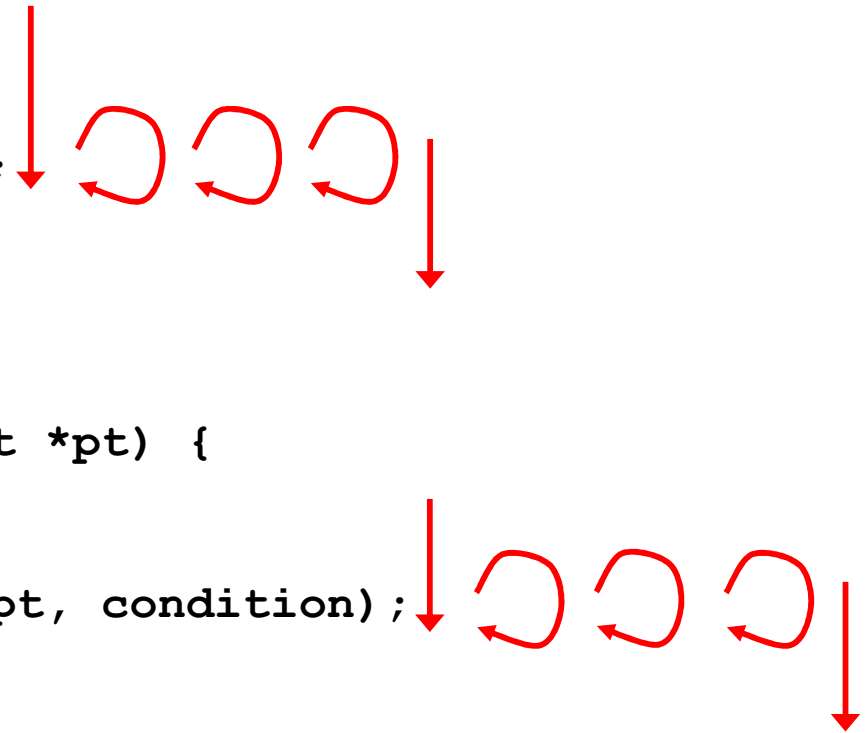 ;
t *pt) {
pt, condition);